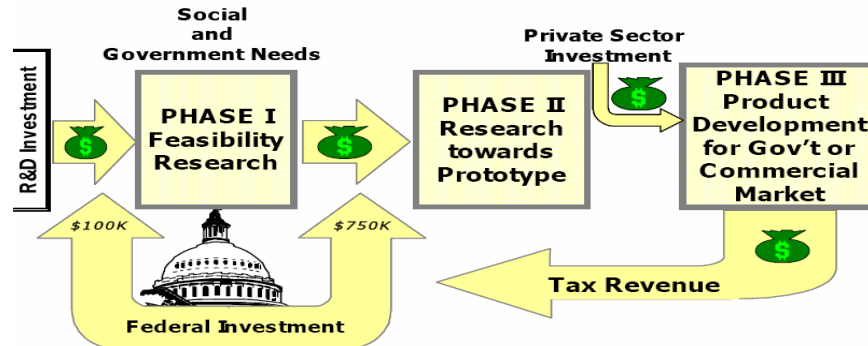 Social
and
Government Needs
R&D Investment
$
PHASE I
Feasibility
Research
$
PHASE II
Research
towards
Prototype
Private Sector
Investment
$
PHASE III
Product
Development
for Gov't or
Commercial
Market
$100K
$750K
Federal Investment
$
Tax Revenue